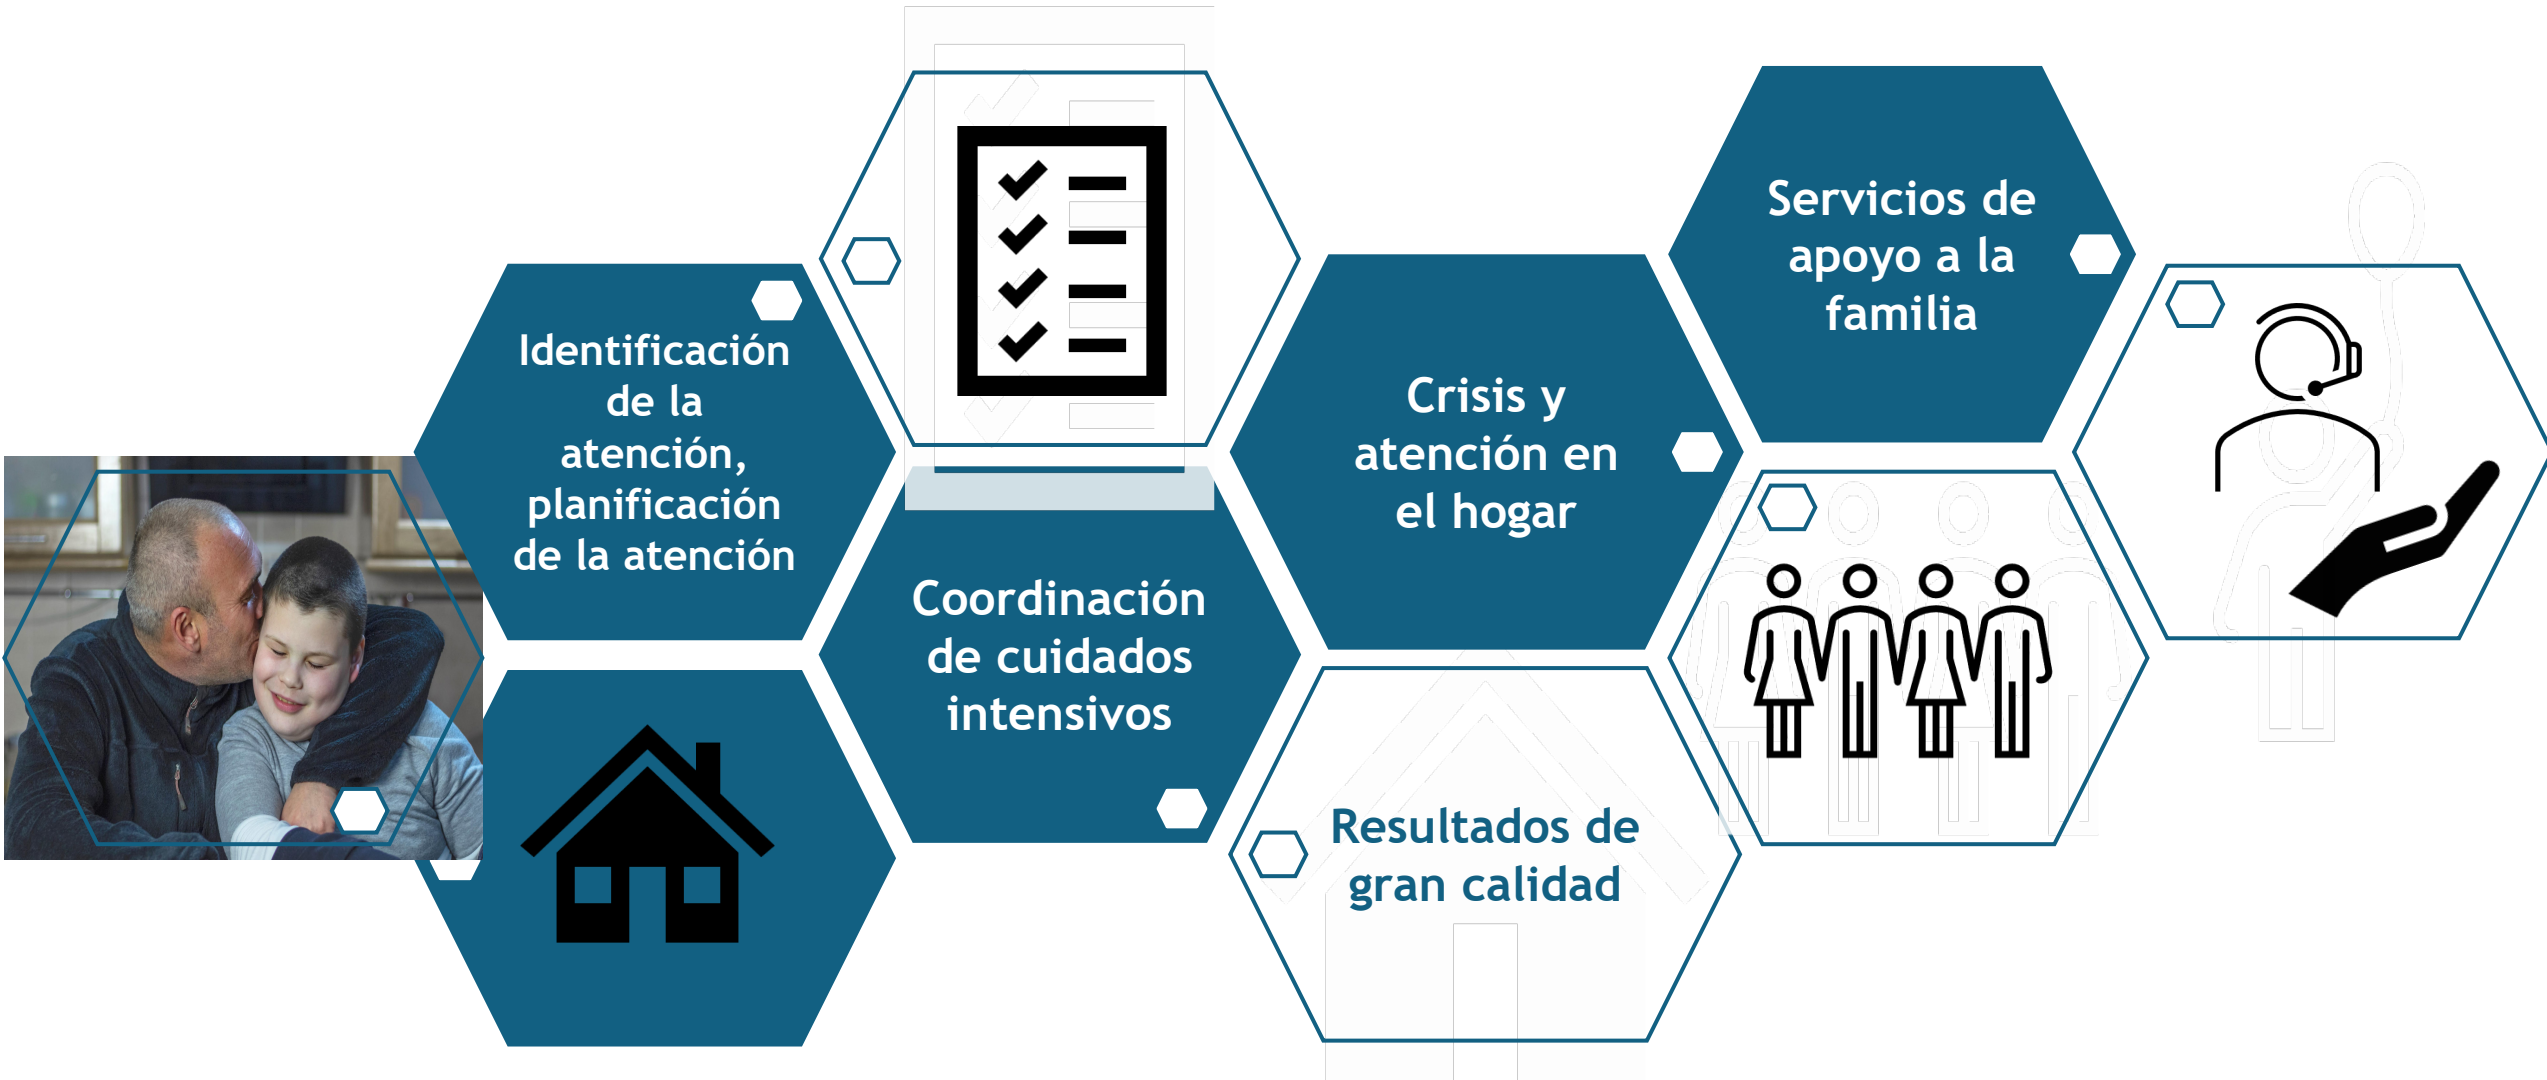 Identificación
de la
atención,
planificación
de la atención
Coordinación
de cuidados
intensivos
Crisis y
atención en
el hogar
Resultados de
gran calidad
Servicios de
apoyo a la
familia